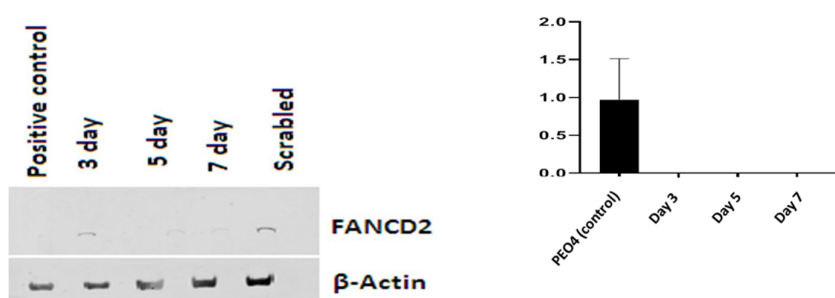 Positive control
3 day
5 day
7 day
Scrabled
FANCD2
β-Actin
2.0
1.5
1.0
0.5
0.0
PEO4 (control)
Day 3
Day 5
Day 7